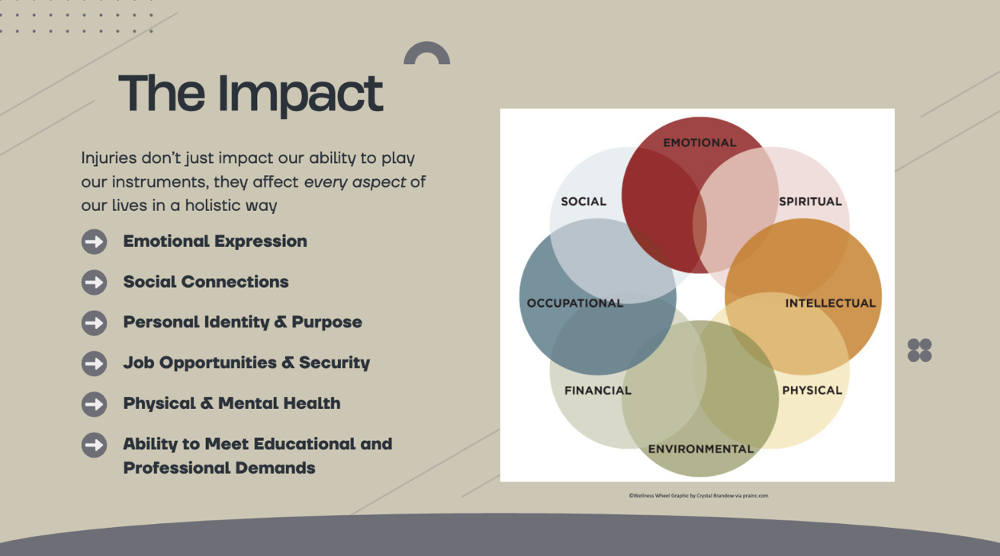 The Impact
Injuries don't just impact our ability to play
our instruments, they affect every aspect of
our lives in a holistic way
Emotional Expression
Social Connections
Personal Identity & Purpose
Job Opportunities & Security
Physical & Mental Health
Ability to Meet Educational and
Professional Demands
EMOTIONAL
SOCIAL
SPIRITUAL
OCCUPATIONAL
INTELLECTUAL
FINANCIAL
PHYSICAL
ENVIRONMENTAL
©Wellness Wheel Graphic by Crystal Brandow via prainc.com